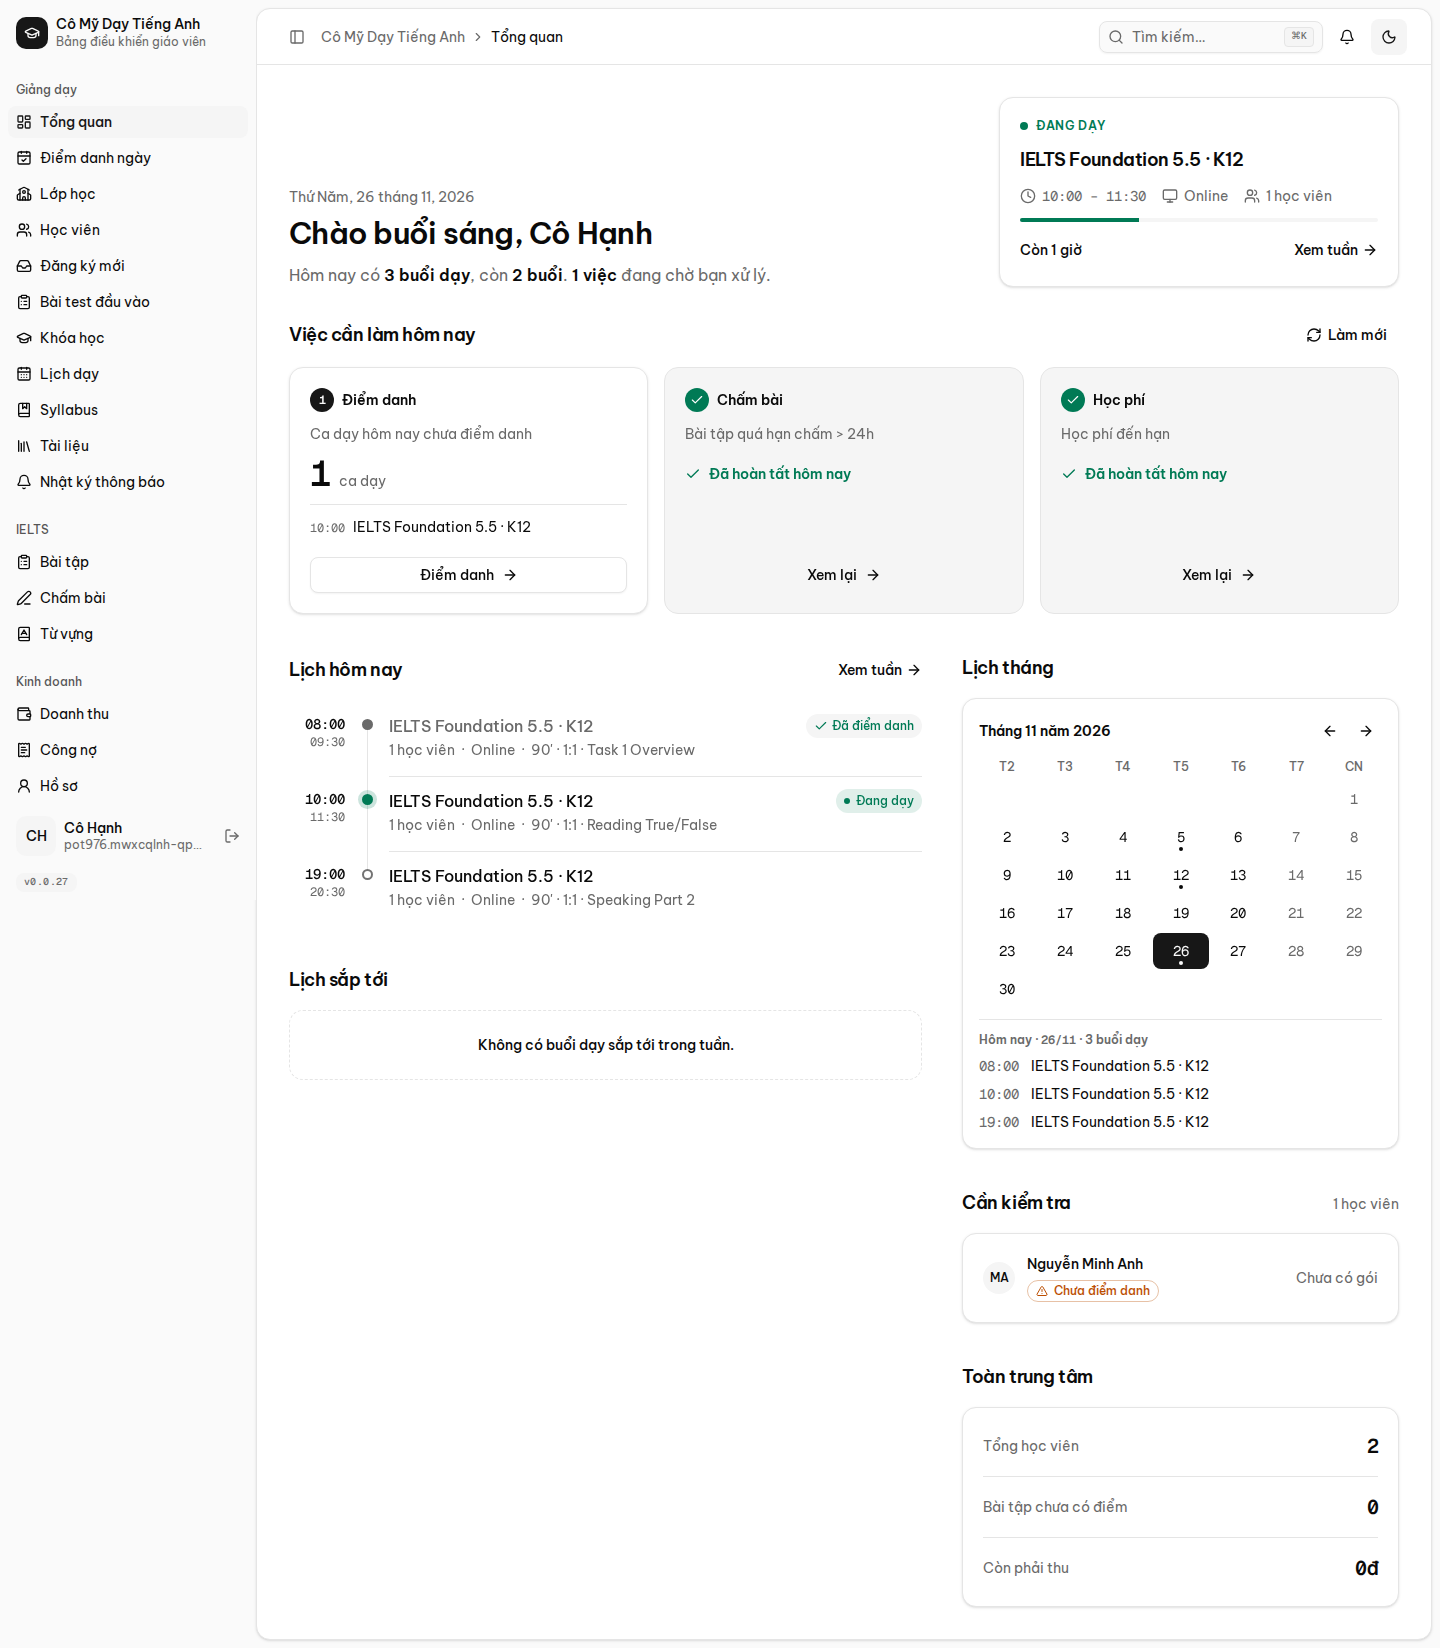 Cô Mỹ Dạy Tiếng Anh
Bảng điều khiển giáo viên
Giảng dạy
Tổng quan
Điểm danh ngày
Lớp học
Học viên
Đăng ký mới
Bài test đầu vào
Khóa học
Lịch dạy
Syllabus
Tài liệu
Nhật ký thông báo
IELTS
Bài tập
Chấm bài
Từ vựng
Kinh doanh
Doanh thu
Công nợ
Hồ sơ
CH
Cô Hạnh
pot976.mwxcqlnh-qp...
v0.0.27
Cô Mỹ Dạy Tiếng Anh > Tổng quan
Tìm kiếm... ⌘K
Thứ Năm, 26 tháng 11, 2026
Chào buổi sáng, Cô Hạnh
Hôm nay có 3 buổi dạy, còn 2 buổi. 1 việc đang chờ bạn xử lý.
ĐANG DẠY
IELTS Foundation 5.5 · K12
10:00 – 11:30 Online 1 học viên
Còn 1 giờ Xem tuần →
Việc cần làm hôm nay
Làm mới
1 Điểm danh
Ca dạy hôm nay chưa điểm danh
1 ca dạy
10:00 IELTS Foundation 5.5 · K12
Điểm danh →
Chấm bài
Bài tập quá hạn chấm > 24h
Đã hoàn tất hôm nay
Xem lại →
Học phí
Học phí đến hạn
Đã hoàn tất hôm nay
Xem lại →
Lịch hôm nay
Xem tuần →
08:00 IELTS Foundation 5.5 · K12 Đã điểm danh
09:30 1 học viên · Online · 90' · 1:1 · Task 1 Overview
10:00 IELTS Foundation 5.5 · K12 Đang dạy
11:30 1 học viên · Online · 90' · 1:1 · Reading True/False
19:00 IELTS Foundation 5.5 · K12
20:30 1 học viên · Online · 90' · 1:1 · Speaking Part 2
Lịch sắp tới
Không có buổi dạy sắp tới trong tuần.
Lịch tháng
Tháng 11 năm 2026 ← →
T2 T3 T4 T5 T6 T7 CN
1
2 3 4 5 6 7 8
9 10 11 12 13 14 15
16 17 18 19 20 21 22
23 24 25 26 27 28 29
30
Hôm nay · 26/11 · 3 buổi dạy
08:00 IELTS Foundation 5.5 · K12
10:00 IELTS Foundation 5.5 · K12
19:00 IELTS Foundation 5.5 · K12
Cần kiểm tra
1 học viên
MA
Nguyễn Minh Anh
Chưa điểm danh
Chưa có gói
Toàn trung tâm
Tổng học viên 2
Bài tập chưa có điểm 0
Còn phải thu 0đ